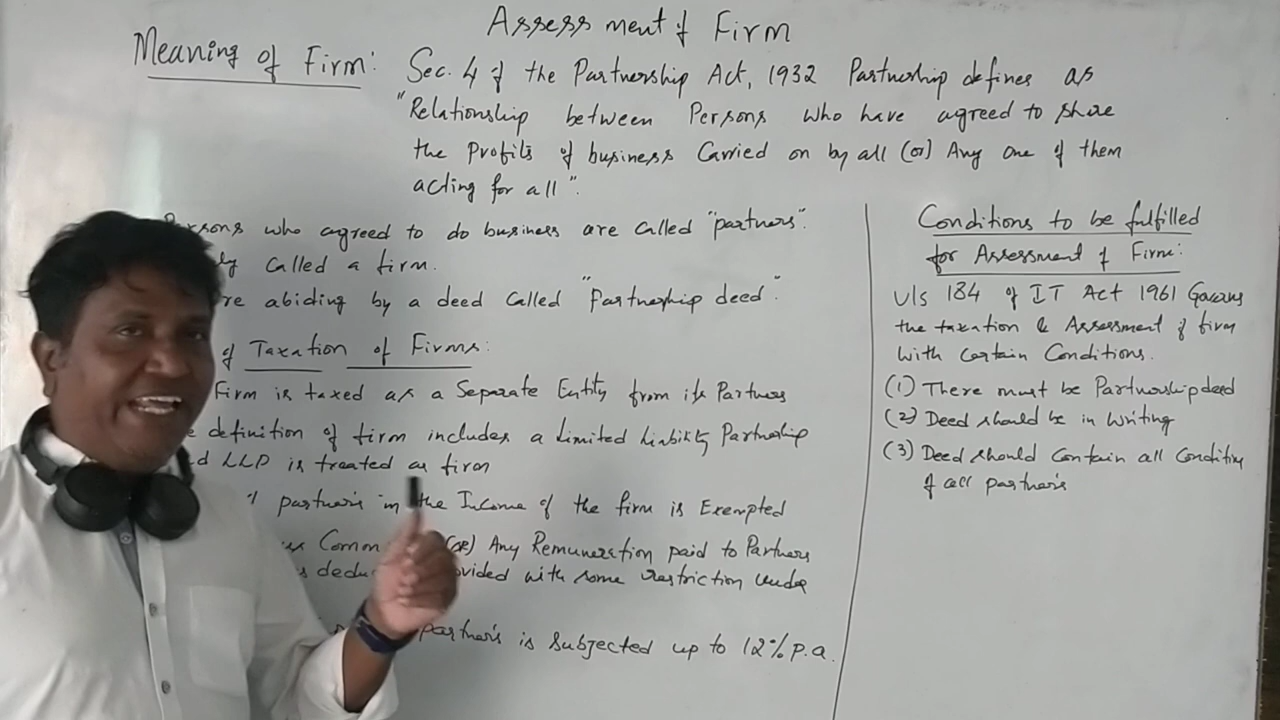 Assessment of Firm
Meaning of Firm:
Sec. 4 of the Partnership Act, 1932 Partnership defines as
"Relationship between Persons who have agreed to share
the Profits of business Carried on by all (or) Any one of them
acting for all".
Persons who agreed to do business are called "partners".
called a firm.
abiding by a deed called "Partnership deed".
of Taxation of Firms:
Firm is taxed as a Separate Entity from its Partners
definition of firm includes a Limited Liability Partnership
LLP is treated as firm
partner's in the Income of the firm is Exempted
(or) Any Remuneration paid to Partners
with some restriction under
partner's is subjected up to 12% p.a.
Conditions to be fulfilled
for Assessment of Firm:
U/s 184 of IT Act 1961 Governs
the taxation & Assessment of firm
with certain Conditions.
(1) There must be Partnership deed
(2) Deed should be in writing
(3) Deed should Contain all Condition
of all partner's